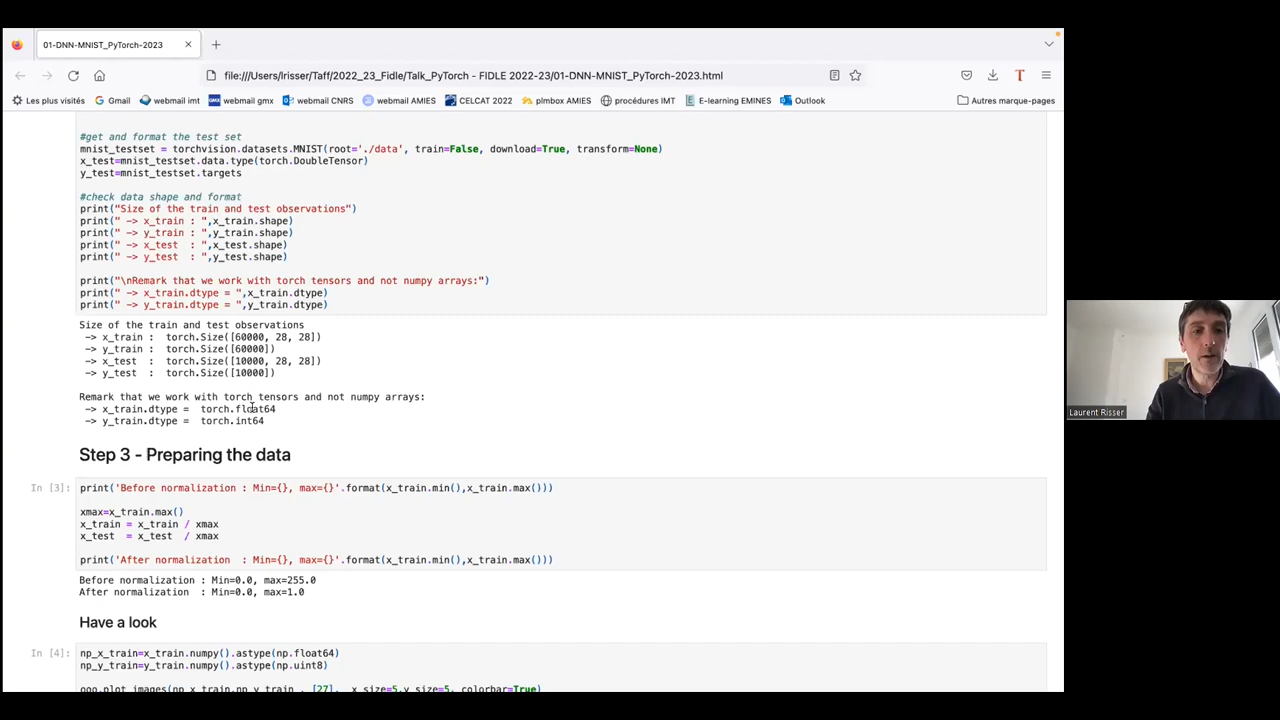 01-DNN-MNIST_PyTorch-2023
file:///Users/lrisser/Taff/2022_23_Fidle/Talk_PyTorch - FIDLE 2022-23/01-DNN-MNIST_PyTorch-2023.html
Les plus visités Gmail webmail imt webmail gmx webmail CNRS webmail AMIES CELCAT 2022 plmbox AMIES procédures IMT E-learning EMINES Outlook Autres marque-pages
#get and format the test set
mnist_testset = torchvision.datasets.MNIST(root='./data', train=False, download=True, transform=None)
x_test=mnist_testset.data.type(torch.DoubleTensor)
y_test=mnist_testset.targets
#check data shape and format
print("Size of the train and test observations")
print(" -> x_train : ",x_train.shape)
print(" -> y_train : ",y_train.shape)
print(" -> x_test  : ",x_test.shape)
print(" -> y_test  : ",y_test.shape)
print("\nRemark that we work with torch tensors and not numpy arrays:")
print(" -> x_train.dtype = ",x_train.dtype)
print(" -> y_train.dtype = ",y_train.dtype)
Size of the train and test observations
-> x_train :  torch.Size([60000, 28, 28])
-> y_train :  torch.Size([60000])
-> x_test  :  torch.Size([10000, 28, 28])
-> y_test  :  torch.Size([10000])
Remark that we work with torch tensors and not numpy arrays:
-> x_train.dtype =  torch.float64
-> y_train.dtype =  torch.int64
Step 3 - Preparing the data
In [3]: print('Before normalization : Min={}, max={}'.format(x_train.min(),x_train.max()))
xmax=x_train.max()
x_train = x_train / xmax
x_test  = x_test  / xmax
print('After normalization  : Min={}, max={}'.format(x_train.min(),x_train.max()))
Before normalization : Min=0.0, max=255.0
After normalization  : Min=0.0, max=1.0
Have a look
In [4]: np_x_train=x_train.numpy().astype(np.float64)
np_y_train=y_train.numpy().astype(np.uint8)
ooo.plot_images(np_x_train,np_y_train , [27],  x_size=5,y_size=5, colorbar=True)
Laurent Risser